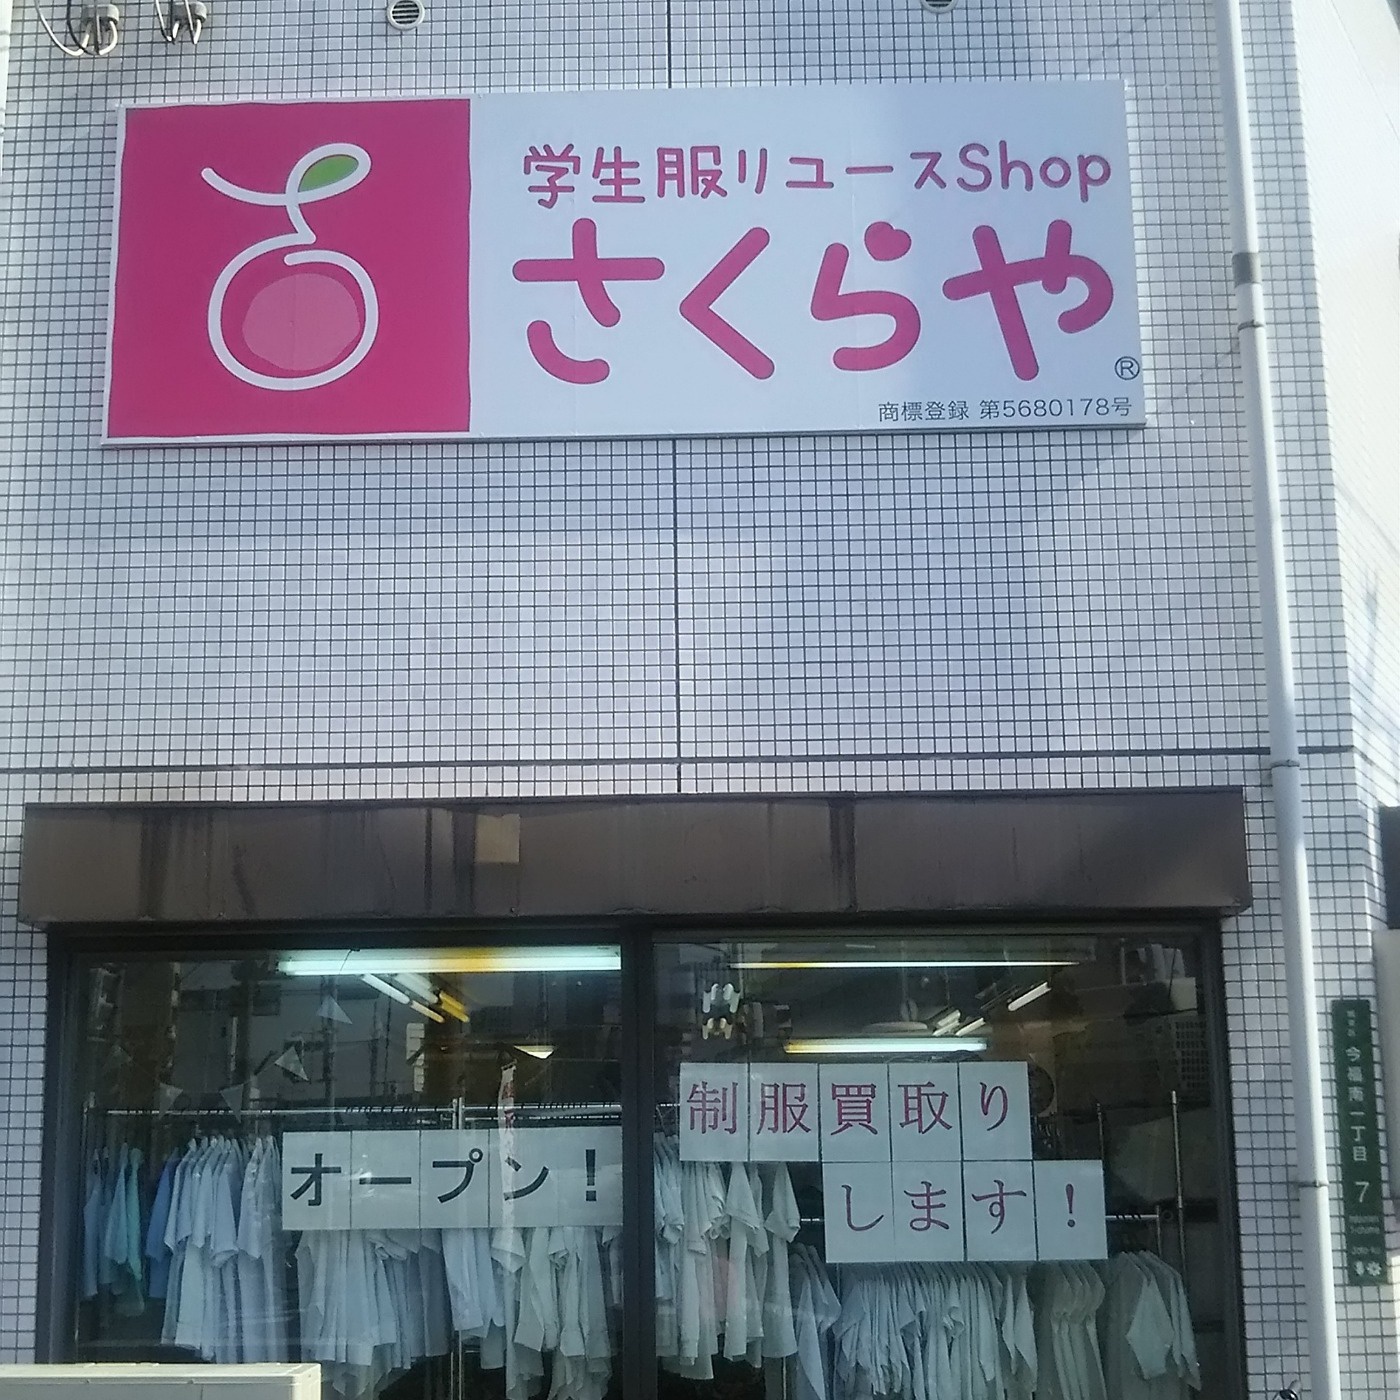 学生服リユースShop
さくらや
®
商標登録 第5680178号
制服買取り
します!
オープン!
今福南一丁目
7